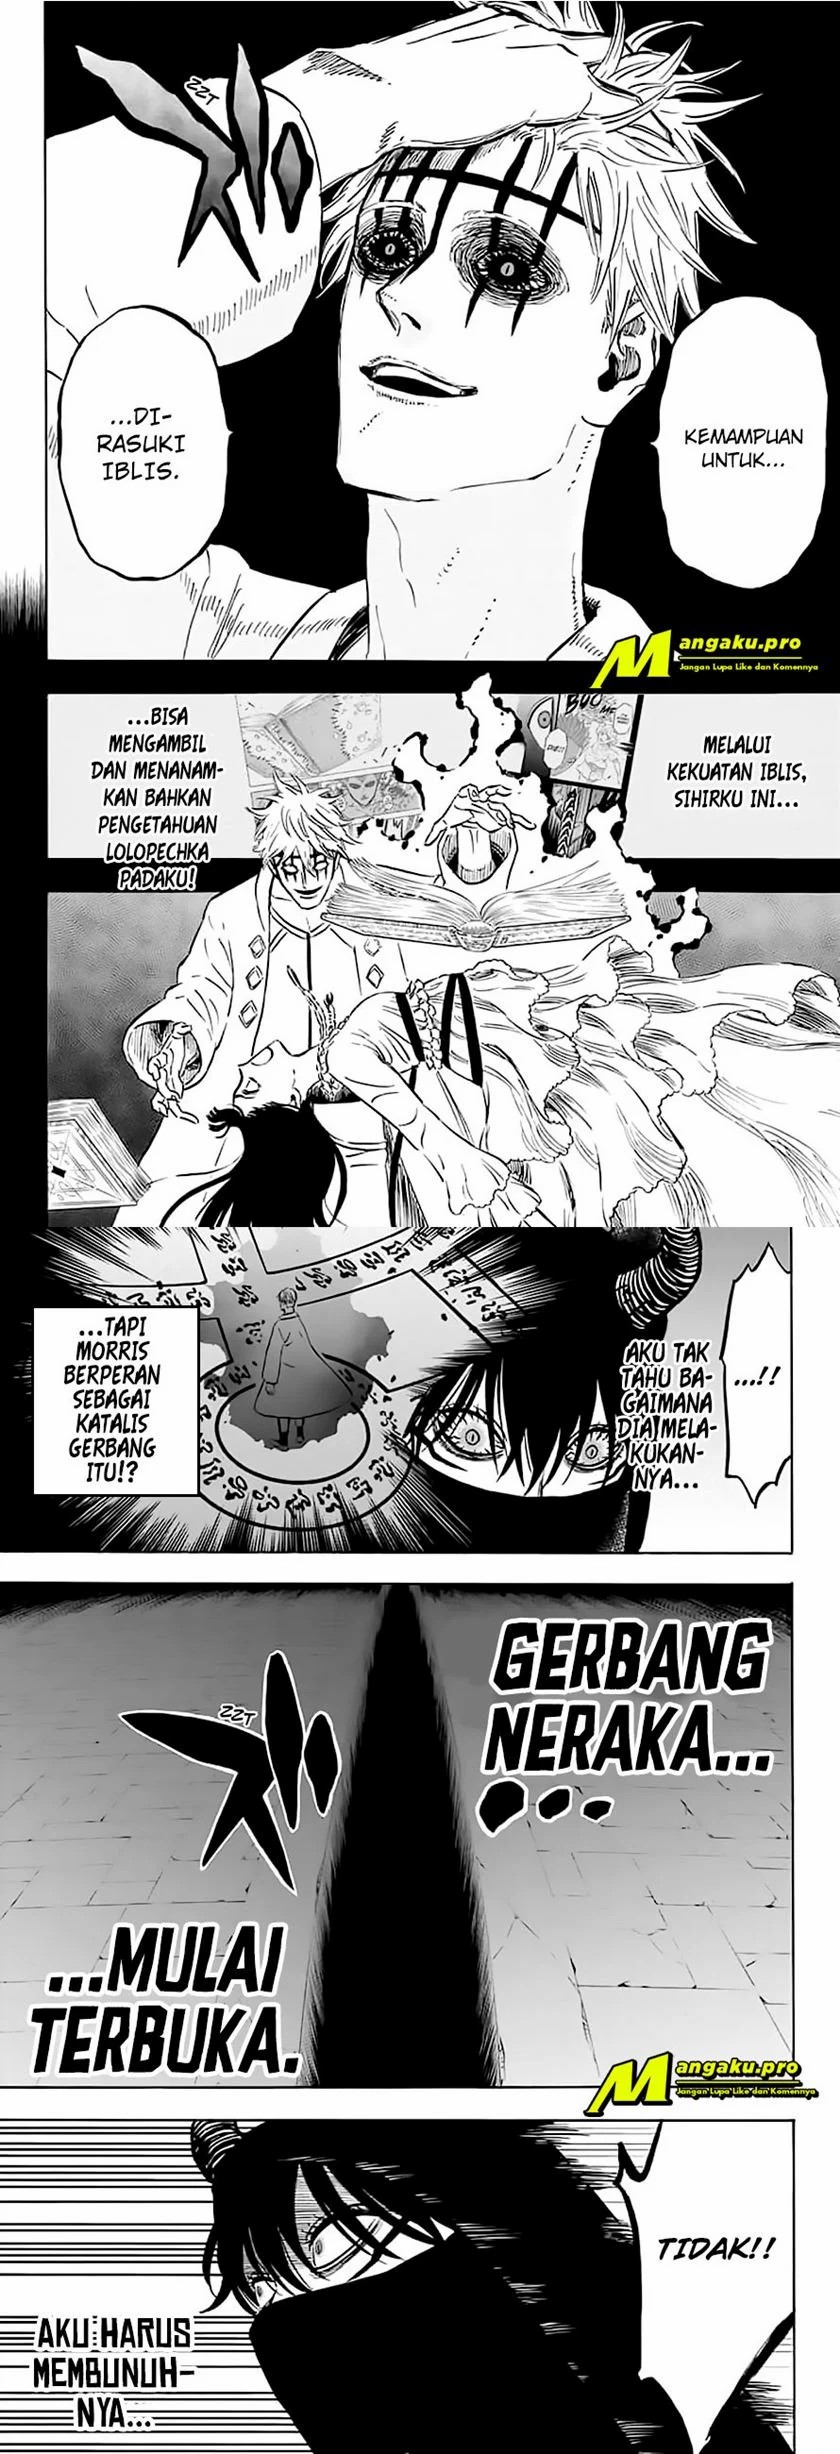 KEMAMPUAN
UNTUK...
ZZT
...DI-
RASUKI
IBLIS.
Mangaku.pro
Jangan Lupa Like dan Komennya
MELALUI
KEKUATAN IBLIS,
SIHIRKU INI...
...BISA
MENGAMBIL
DAN MENANAM-
KAN BAHKAN
PENGETAHUAN
LOLOPECHKA
PADAKU!
...!!
AKU TAK
TAHU BA-
GAIMANA
DIA MELA-
KUKAN-
NYA...
...TAPI
MORRIS
BERPERAN
SEBAGAI
KATALIS
GERBANG
ITU!?
GERBANG
NERAKA...
ZZT
...MULAI
TERBUKA.
Mangaku.pro
Jangan Lupa Like dan Komennya
TIDAK!!
AKU HARUS
MEMBUNUH-
NYA...